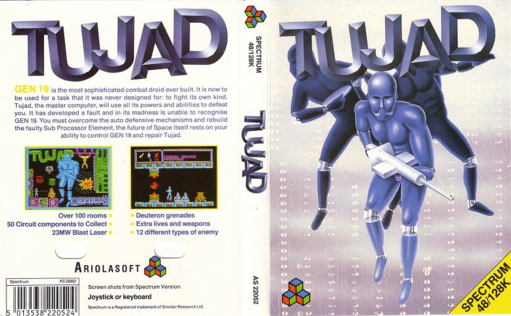 TUJAD
GEN 19 is the most sophisticated combat droid ever built. It is now to
be used for a task that it was never designed for: to fight its own kind.
Tujad, the master computer, will use all its powers and abilities to defeat
you. It has developed a fault and in its madness is unable to recognise
GEN 19. You must overcome the auto defensive mechanisms and rebuild
the faulty Sub Processor Element, the future of Space itself rests on your
ability to control GEN 19 and repair Tujad.
TUJAD
Over 100 rooms
50 Circuit components to Collect
23MW Blast Laser
Deuteron grenades
Extra lives and weapons
12 different types of enemy
ARIOLASOFT
Spectrum AS 22052
5 013538 220524
Screen shots from Spectrum Version.
Joystick or keyboard
Spectrum is a Registered trademark of Sinclair Research Ltd
SPECTRUM
48/128K
TUJAD
AS 22052
TUJAD
SPECTRUM
48/128K